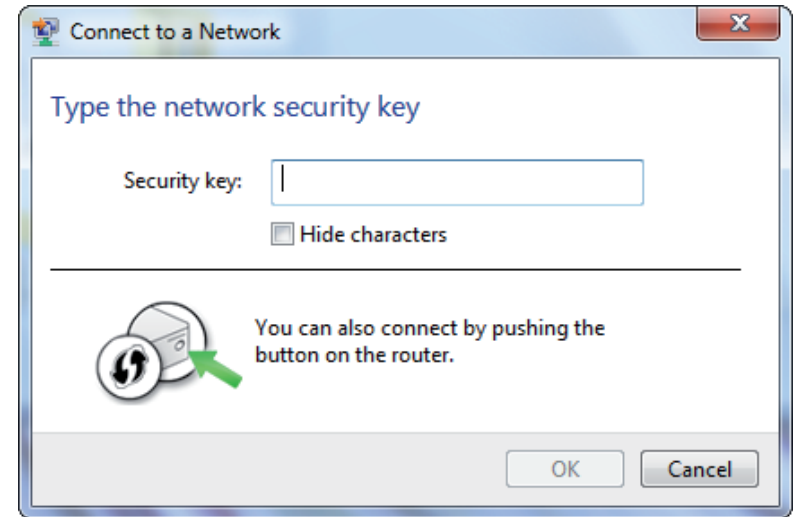 Connect to a Network
Type the network security key
Security key:
Hide characters
You can also connect by pushing the
button on the router.
OK
Cancel